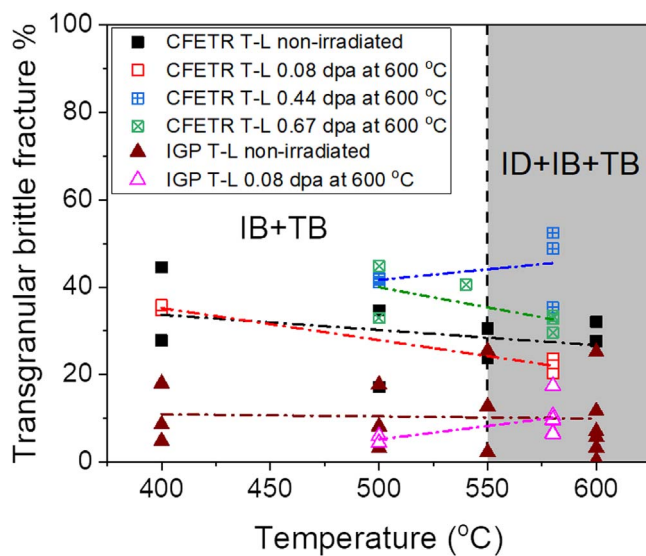 Transgranular brittle fracture %
100
80
60
40
20
0
CFETR T-L non-irradiated
CFETR T-L 0.08 dpa at 600 °C
CFETR T-L 0.44 dpa at 600 °C
CFETR T-L 0.67 dpa at 600 °C
IGP T-L non-irradiated
IGP T-L 0.08 dpa at 600 °C
IB+TB
ID+IB+TB
400 450 500 550 600
Temperature (°C)